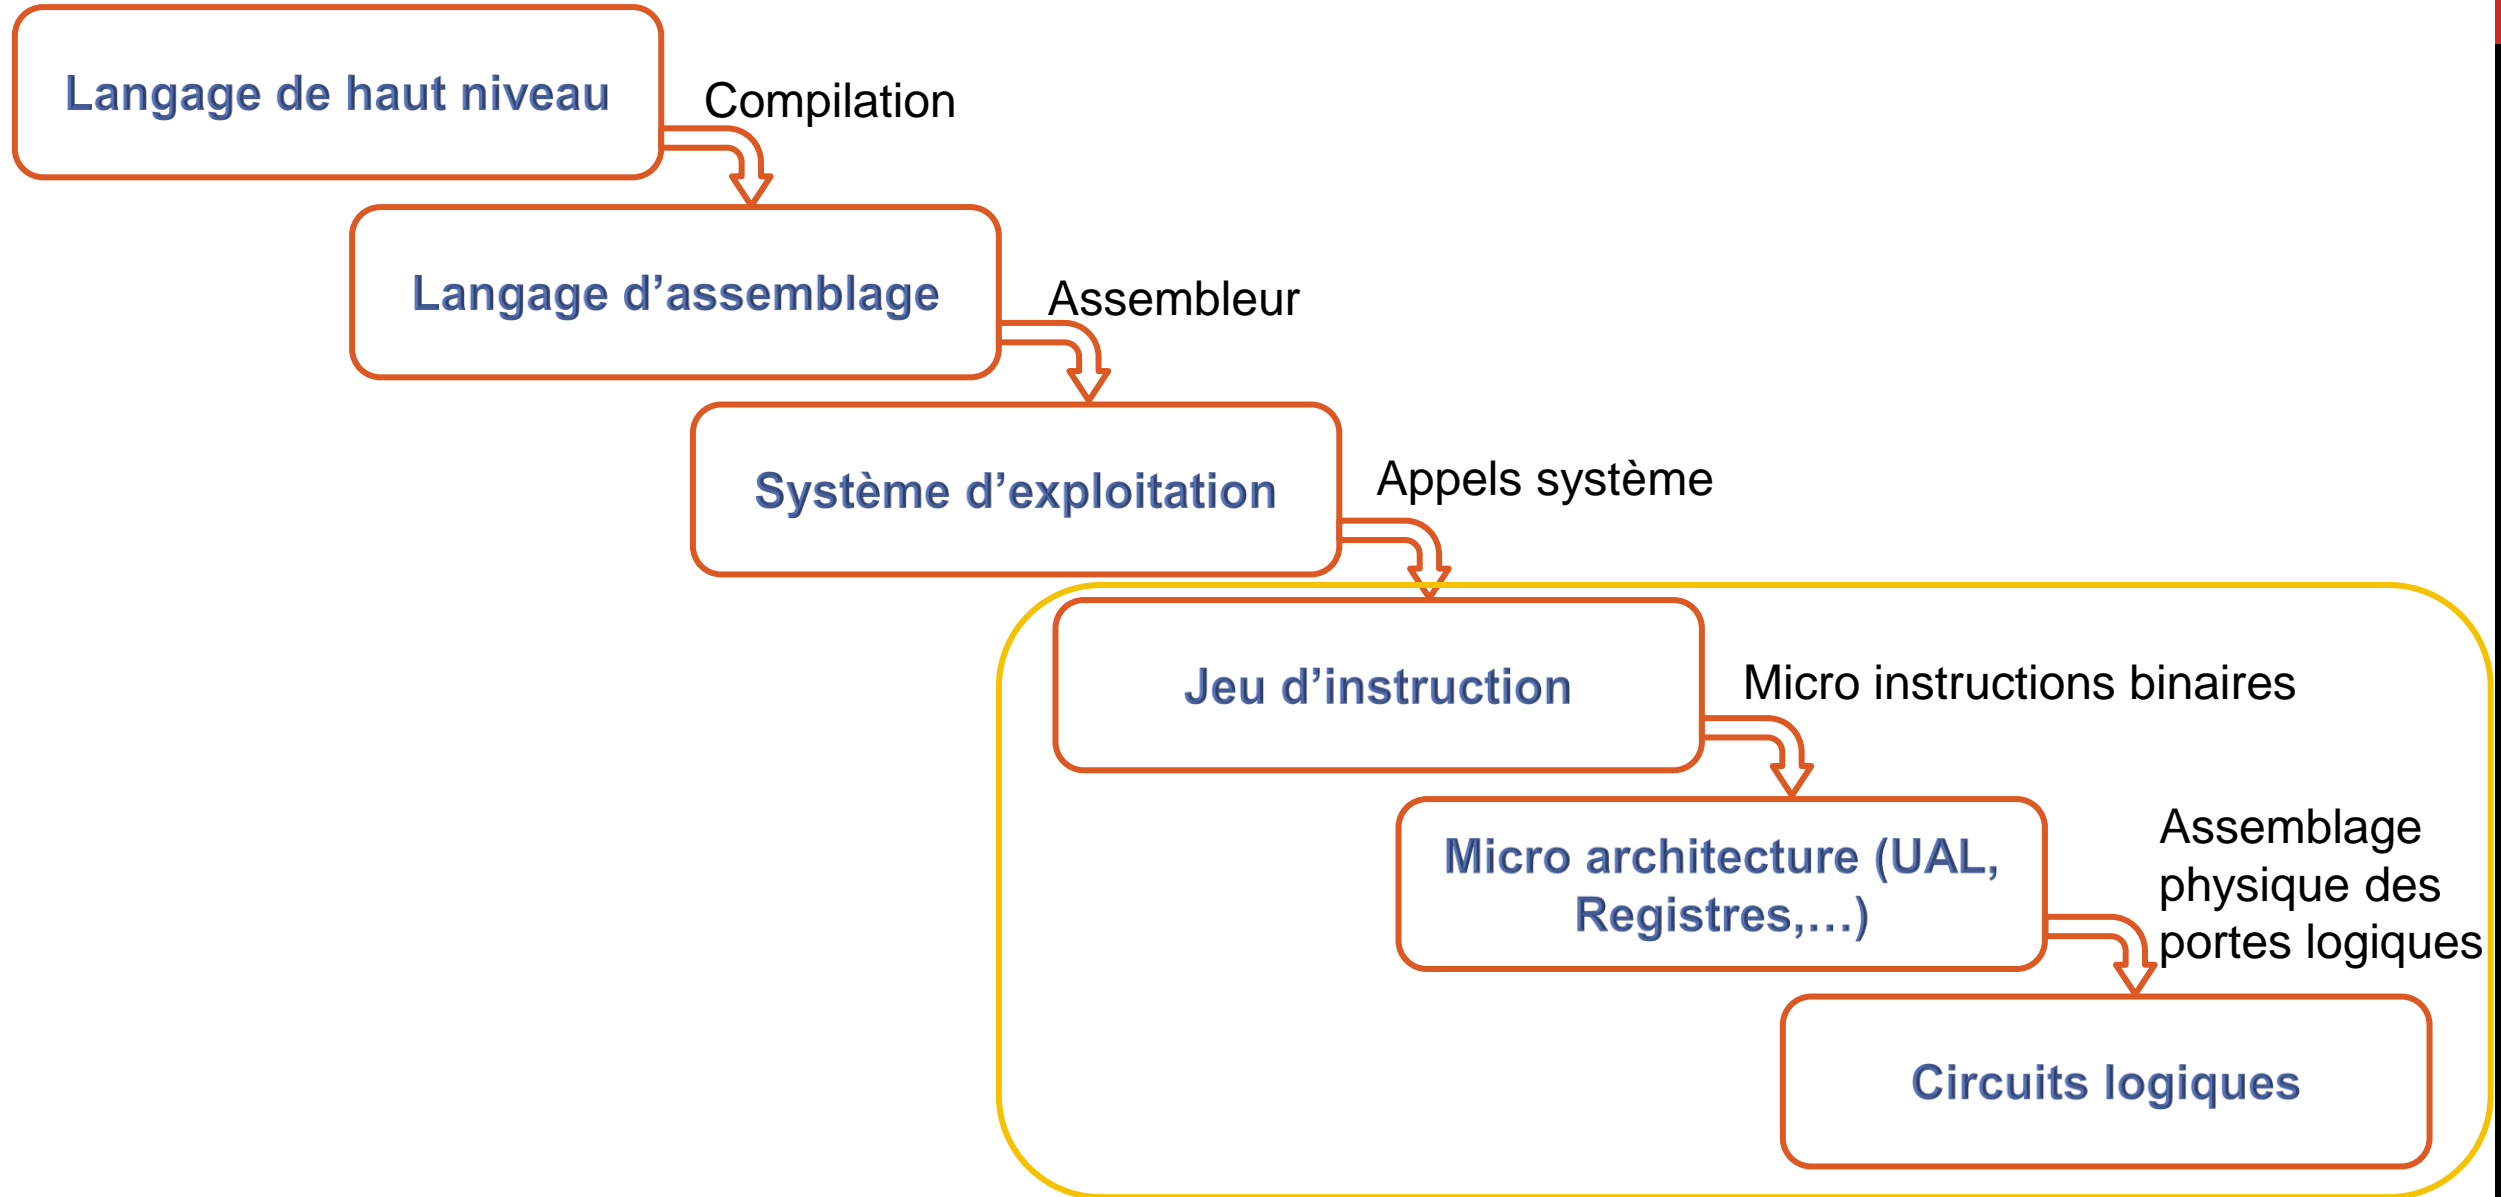 Langage de haut niveau
Compilation
Langage d’assemblage
Assembleur
Système d’exploitation
Appels système
Jeu d’instruction
Micro instructions binaires
Micro architecture (UAL,
Registres,…)
Assemblage
physique des
portes logiques
Circuits logiques